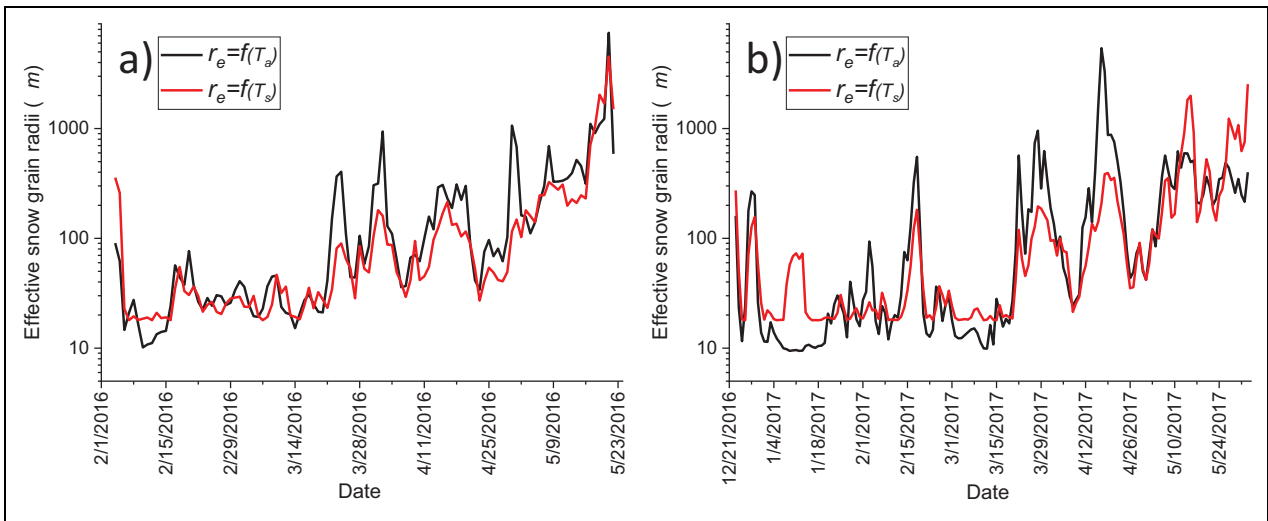 a)
r_e=f(T_a)
r_e=f(T_s)
Effective snow grain radii ( m)
1000
100
10
2/1/2016
2/15/2016
2/29/2016
3/14/2016
3/28/2016
4/11/2016
4/25/2016
5/9/2016
5/23/2016
Date
b)
r_e=f(T_a)
r_e=f(T_s)
Effective snow grain radii ( m)
1000
100
10
12/21/2016
1/4/2017
1/18/2017
2/1/2017
2/15/2017
3/1/2017
3/15/2017
3/29/2017
4/12/2017
4/26/2017
5/10/2017
5/24/2017
Date